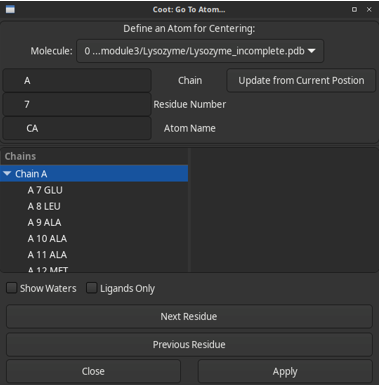 Coot: Go To Atom...
Define an Atom for Centering:
Molecule: 0 ...module3/Lysozyme/Lysozyme_incomplete.pdb
A Chain Update from Current Postion
7 Residue Number
CA Atom Name
Chains
Chain A
A 7 GLU
A 8 LEU
A 9 ALA
A 10 ALA
A 11 ALA
A 12 MET
Show Waters Ligands Only
Next Residue
Previous Residue
Close Apply